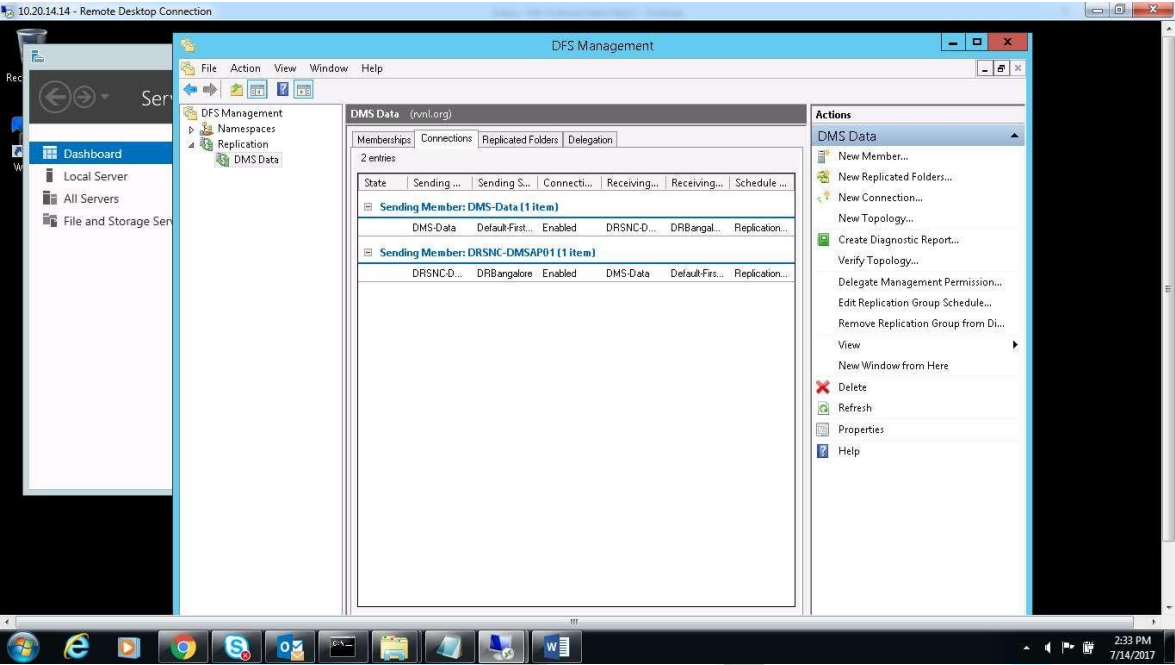 10.20.14.14 - Remote Desktop Connection
Rec
Serv
Dashboard
Local Server
All Servers
File and Storage Serv
DFS Management
File Action View Window Help
DFS Management
Namespaces
Replication
DMS Data
DMS Data (rvnl.org)
Memberships Connections Replicated Folders Delegation
2 entries
State Sending ... Sending S... Connecti... Receiving... Receiving... Schedule ...
Sending Member: DMS-Data (1 item)
DMS-Data Default-First... Enabled DRSNC-D... DRBangal... Replication...
Sending Member: DRSNC-DMSAP01 (1 item)
DRSNC-D... DRBangalore Enabled DMS-Data Default-Firs... Replication...
Actions
DMS Data
New Member...
New Replicated Folders...
New Connection...
New Topology...
Create Diagnostic Report...
Verify Topology...
Delegate Management Permission...
Edit Replication Group Schedule...
Remove Replication Group from Di...
View
New Window from Here
Delete
Refresh
Properties
Help
2:33 PM
7/14/2017